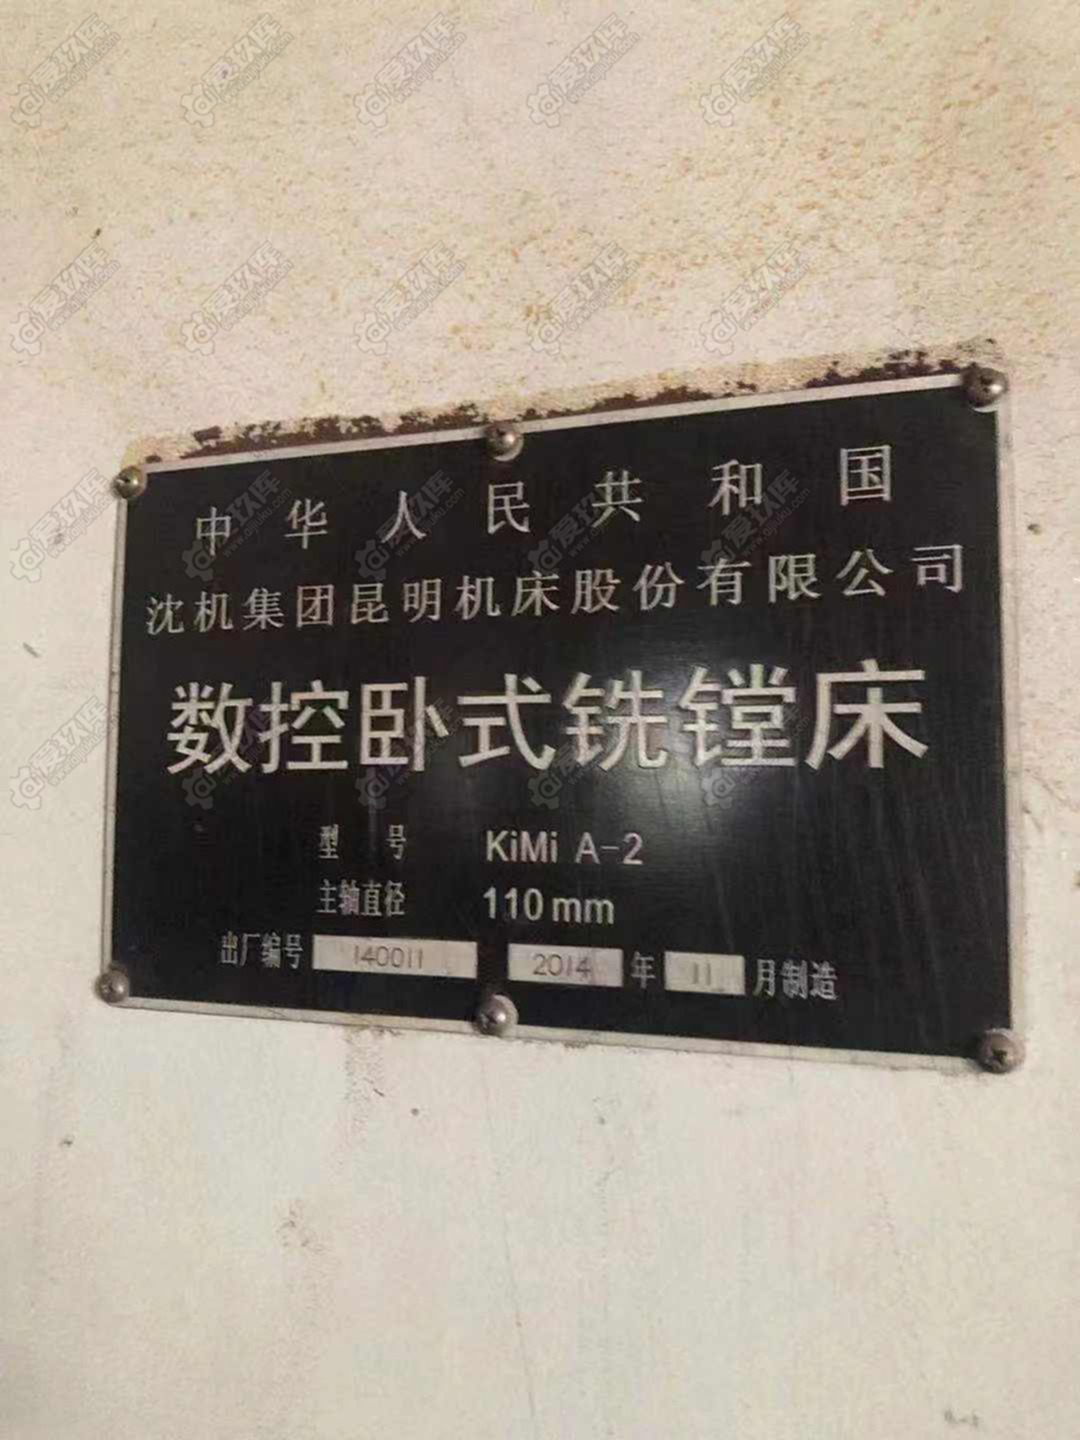 中华人民共和国
沈机集团昆明机床股份有限公司
数控卧式铣镗床
型号 KiMi A-2
主轴直径 110mm
出厂编号 140011 2014 年 11 月制造